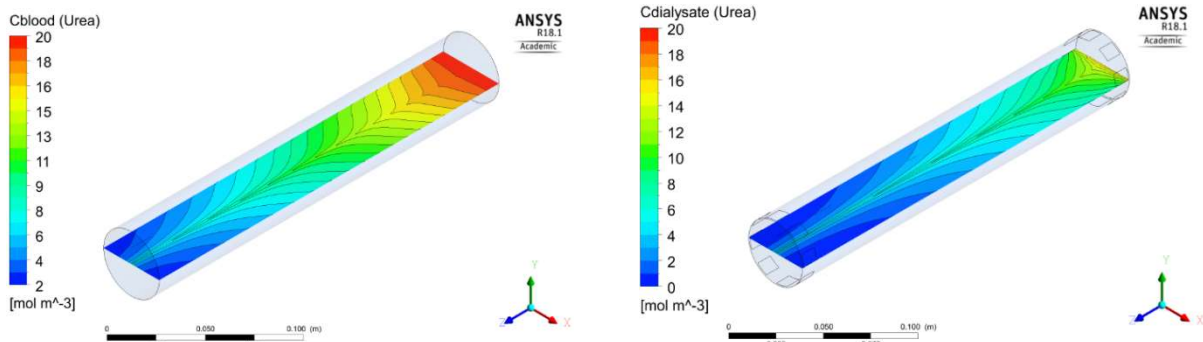 Cblood (Urea)
20
18
16
15
13
11
9
8
6
4
2
[mol m^-3]
ANSYS
R18.1
Academic
0 0.050 0.100 (m)
Y
Z
X
Cdialysate (Urea)
20
18
16
14
12
10
8
6
4
2
0
[mol m^-3]
ANSYS
R18.1
Academic
0 0.050 0.100 (m)
Y
Z
X